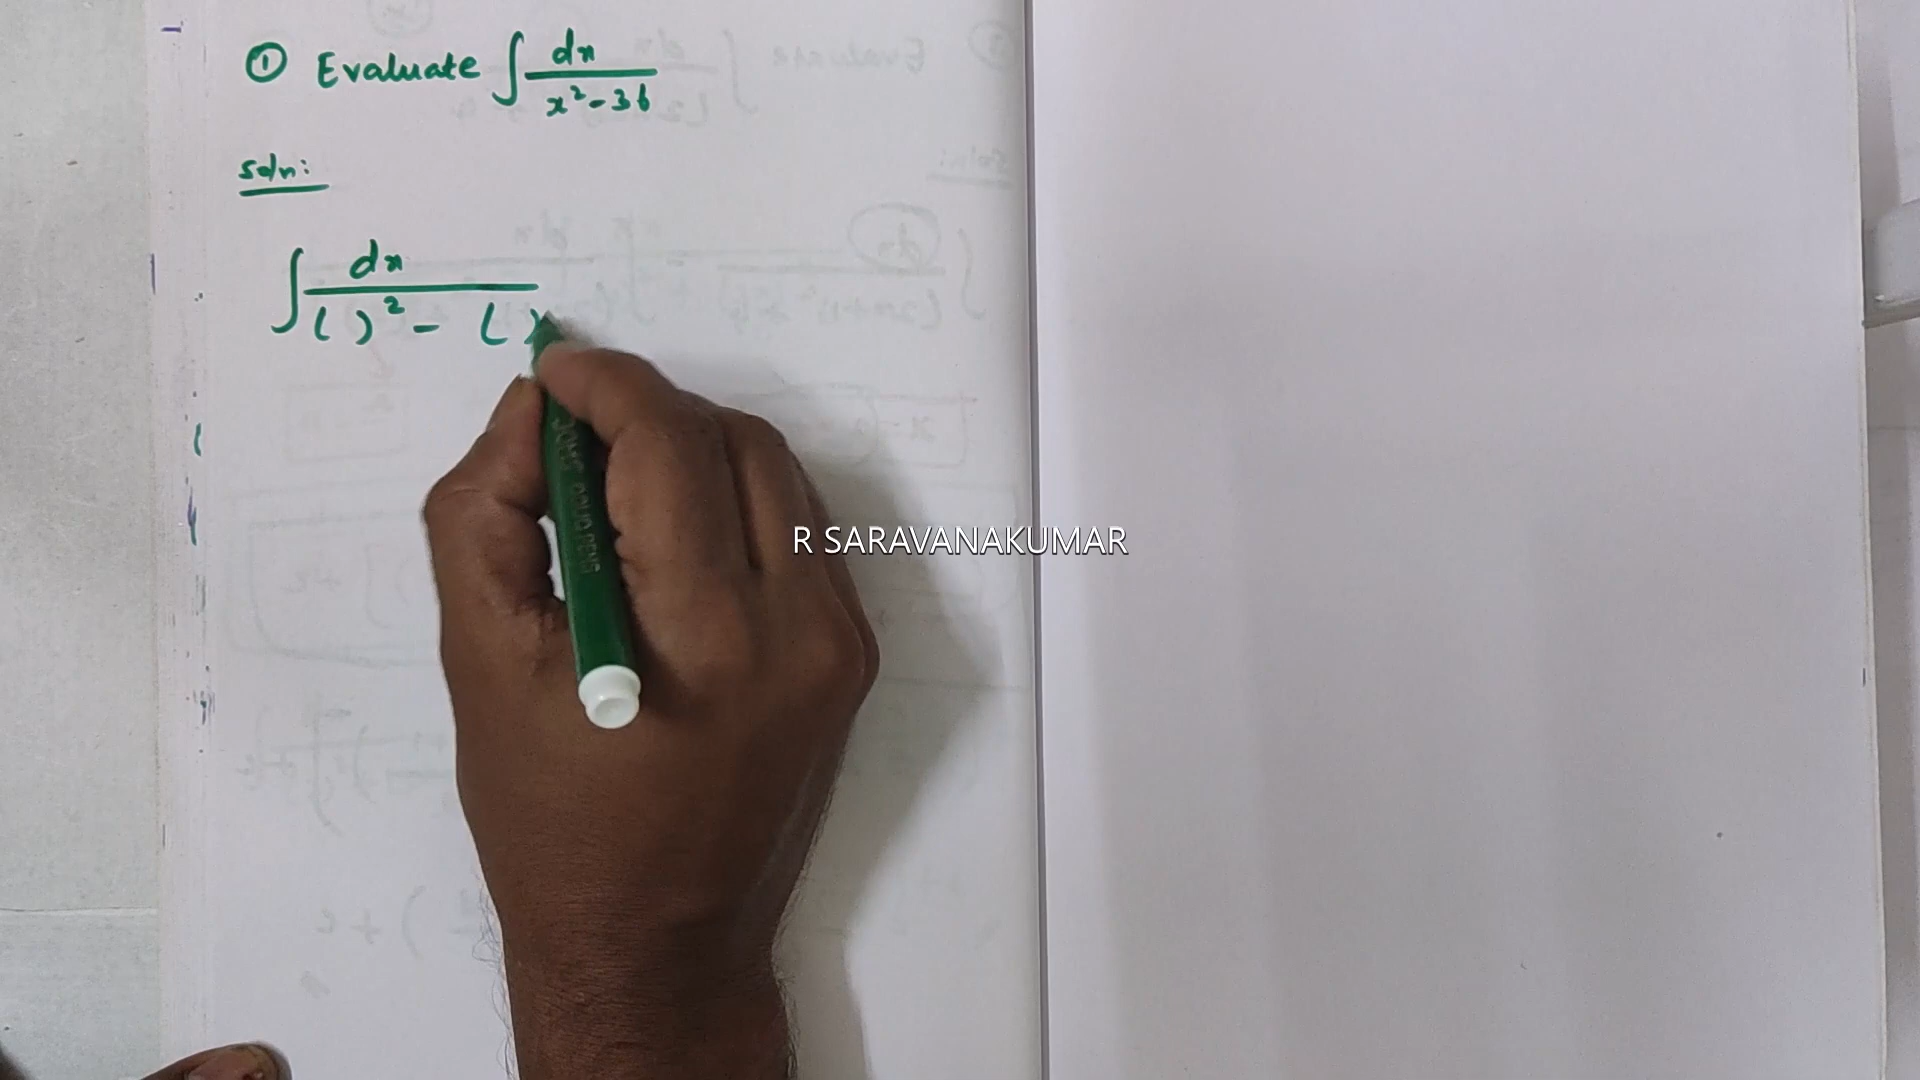 ① Evaluate ∫ dx / x² - 36
Soln:
∫ dx / ( )² - ( )
R SARAVANAKUMAR